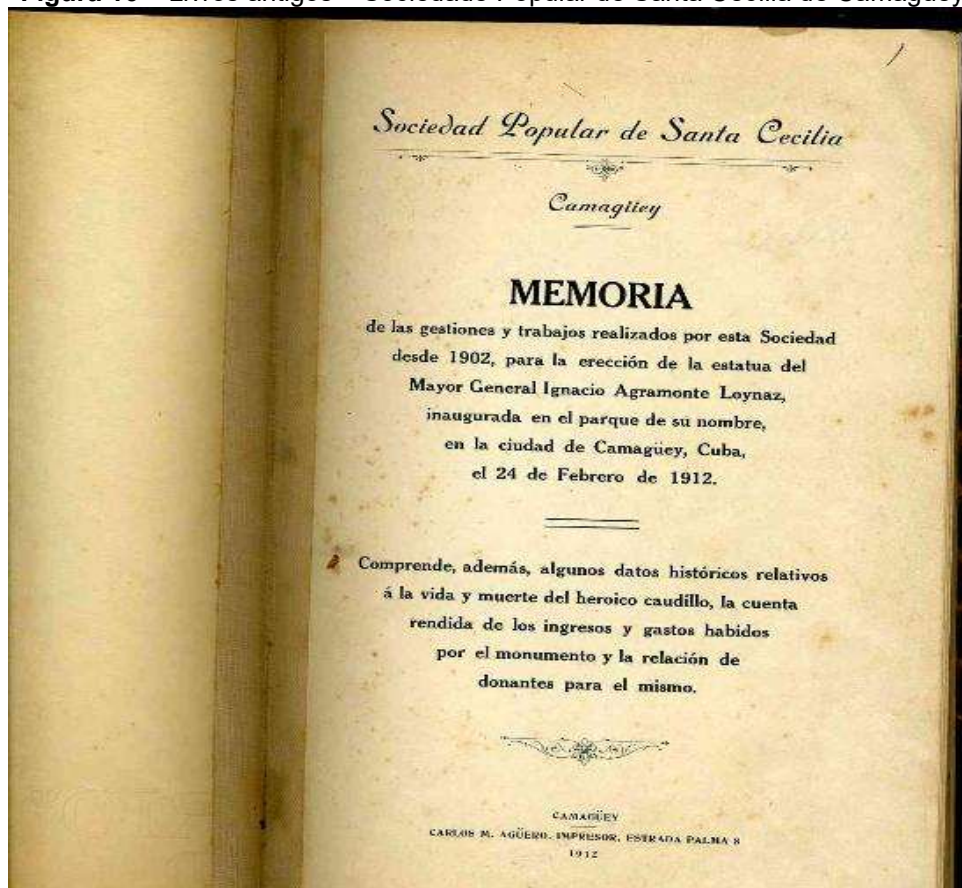 Sociedad Popular de Santa Cecilia
Camagüey
MEMORIA
de las gestiones y trabajos realizados por esta Sociedad
desde 1902, para la erección de la estatua del
Mayor General Ignacio Agramonte Loynaz,
inaugurada en el parque de su nombre,
en la ciudad de Camagüey, Cuba,
el 24 de Febrero de 1912.
Comprende, además, algunos datos históricos relativos
á la vida y muerte del heroico caudillo, la cuenta
rendida de los ingresos y gastos habidos
por el monumento y la relación de
donantes para el mismo.
CAMAGÜEY
CARLOS M. AGÜERO, IMPRESOR, ESTRADA PALMA 8
1912